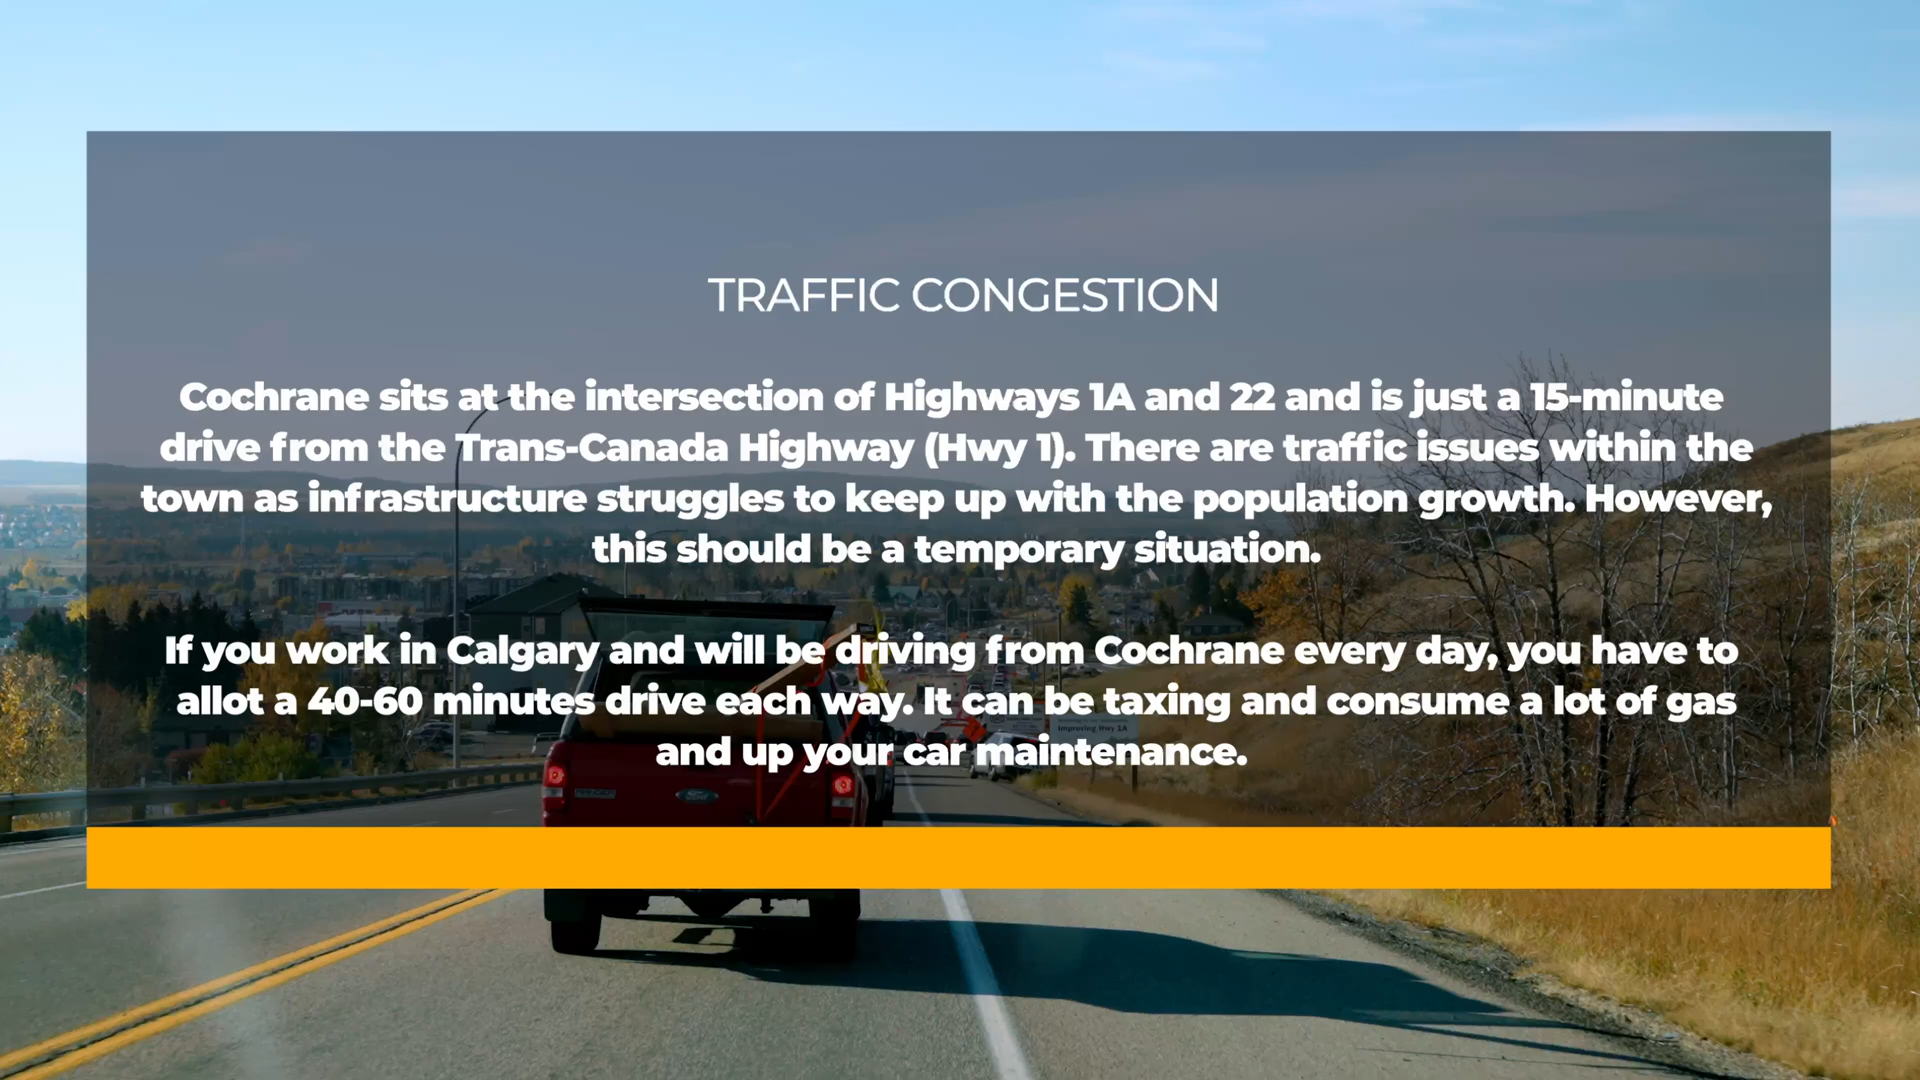 TRAFFIC CONGESTION
Cochrane sits at the intersection of Highways 1A and 22 and is just a 15-minute
drive from the Trans-Canada Highway (Hwy 1). There are traffic issues within the
town as infrastructure struggles to keep up with the population growth. However,
this should be a temporary situation.
If you work in Calgary and will be driving from Cochrane every day, you have to
allot a 40-60 minutes drive each way. It can be taxing and consume a lot of gas
and up your car maintenance.
Improving Hwy 1A